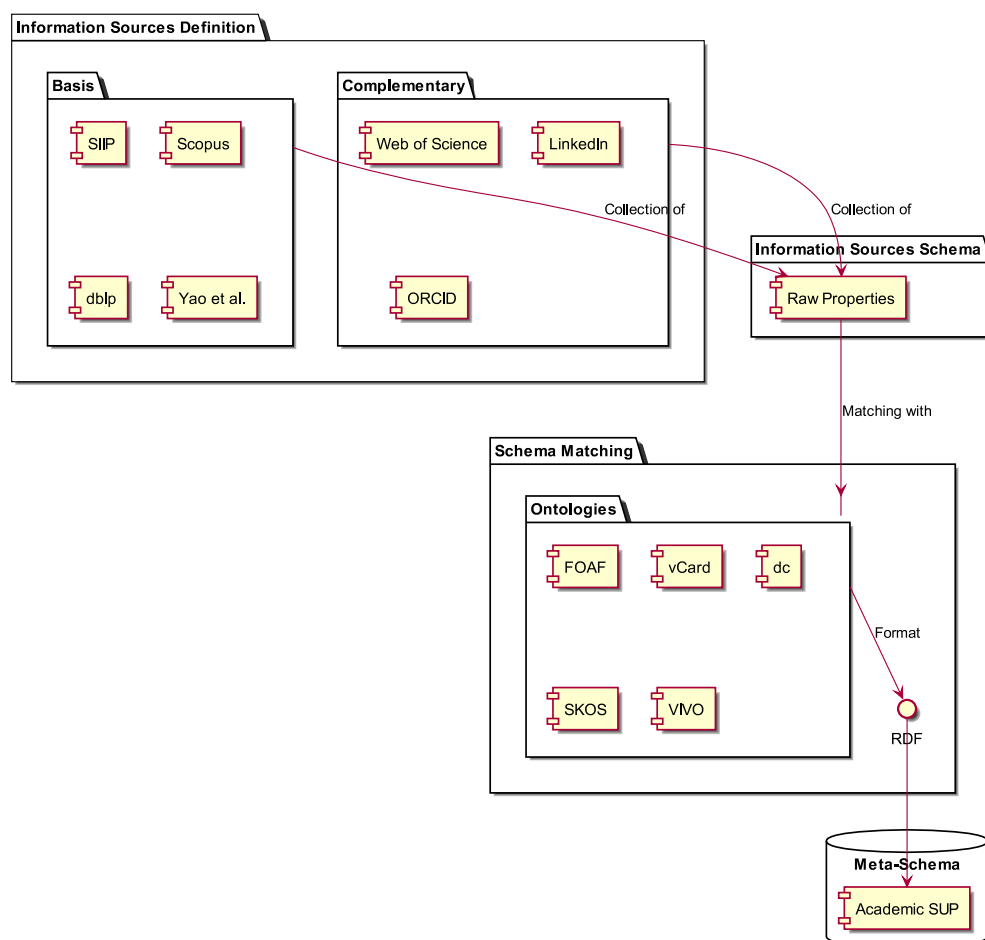 Information Sources Definition
Basis
Complementary
SIIP
Scopus
Web of Science
LinkedIn
Collection of
Collection of
Information Sources Schema
dblp
Yao et al.
ORCID
Raw Properties
Matching with
Schema Matching
Ontologies
FOAF
vCard
dc
Format
SKOS
VIVO
RDF
Meta-Schema
Academic SUP